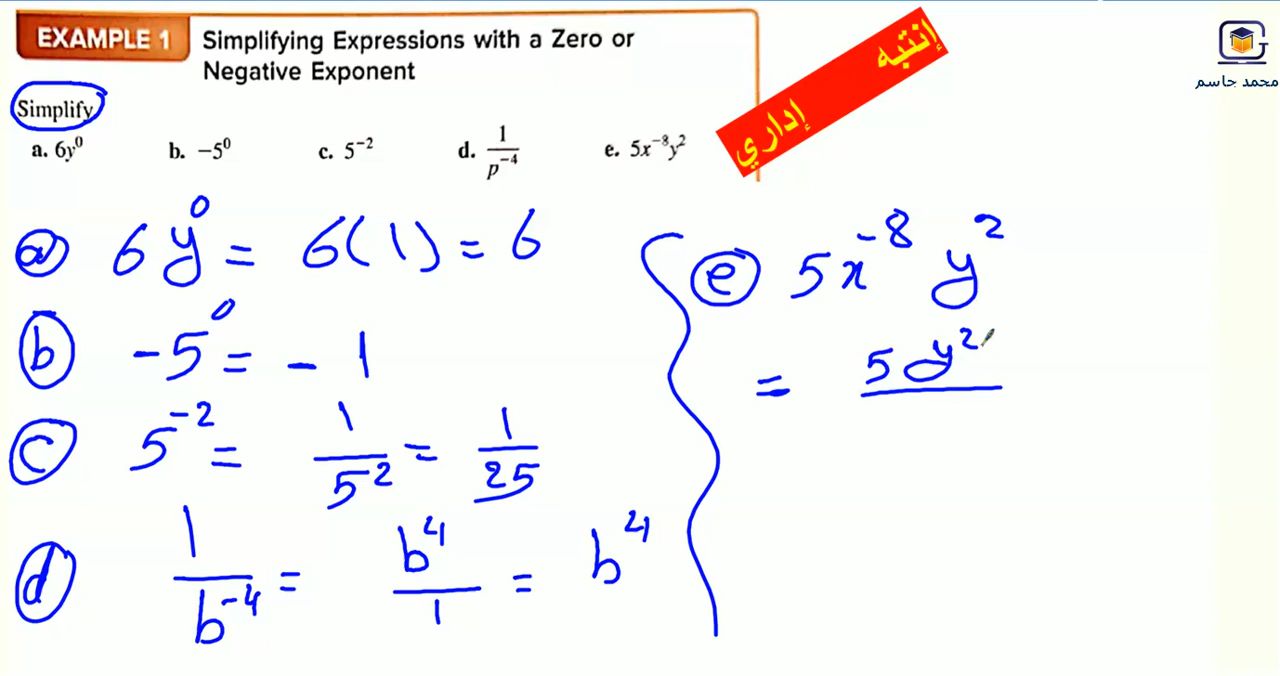 EXAMPLE 1 Simplifying Expressions with a Zero or
Negative Exponent
Simplify
a. 6y⁰ b. −5⁰ c. 5⁻² d. 1/p⁻⁴ e. 5x⁻⁸y²
إنتبه
إداري
محمد جاسم
a 6y⁰ = 6(1) = 6
b -5⁰ = - 1
c 5⁻² = 1/5² = 1/25
d 1/b⁻⁴ = b⁴/1 = b⁴
e 5x⁻⁸ y²
= 5y²